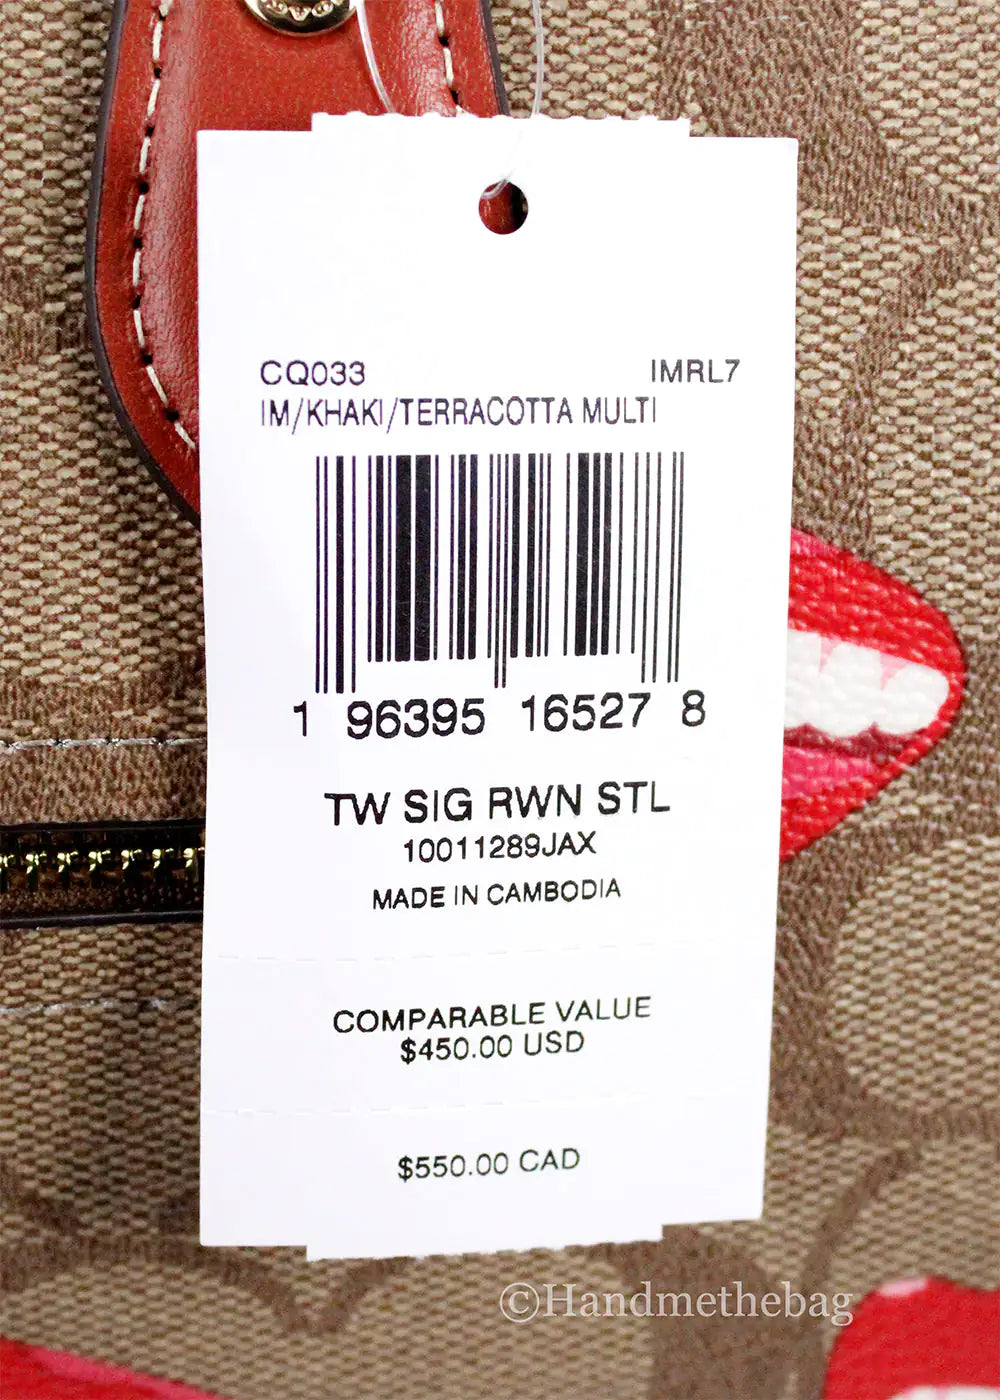 CQ033 IMRL7
IM/KHAKI/TERRACOTTA MULTI
1 96395 16527 8
TW SIG RWN STL
10011289JAX
MADE IN CAMBODIA
COMPARABLE VALUE
$450.00 USD
$550.00 CAD
©Handmethebag